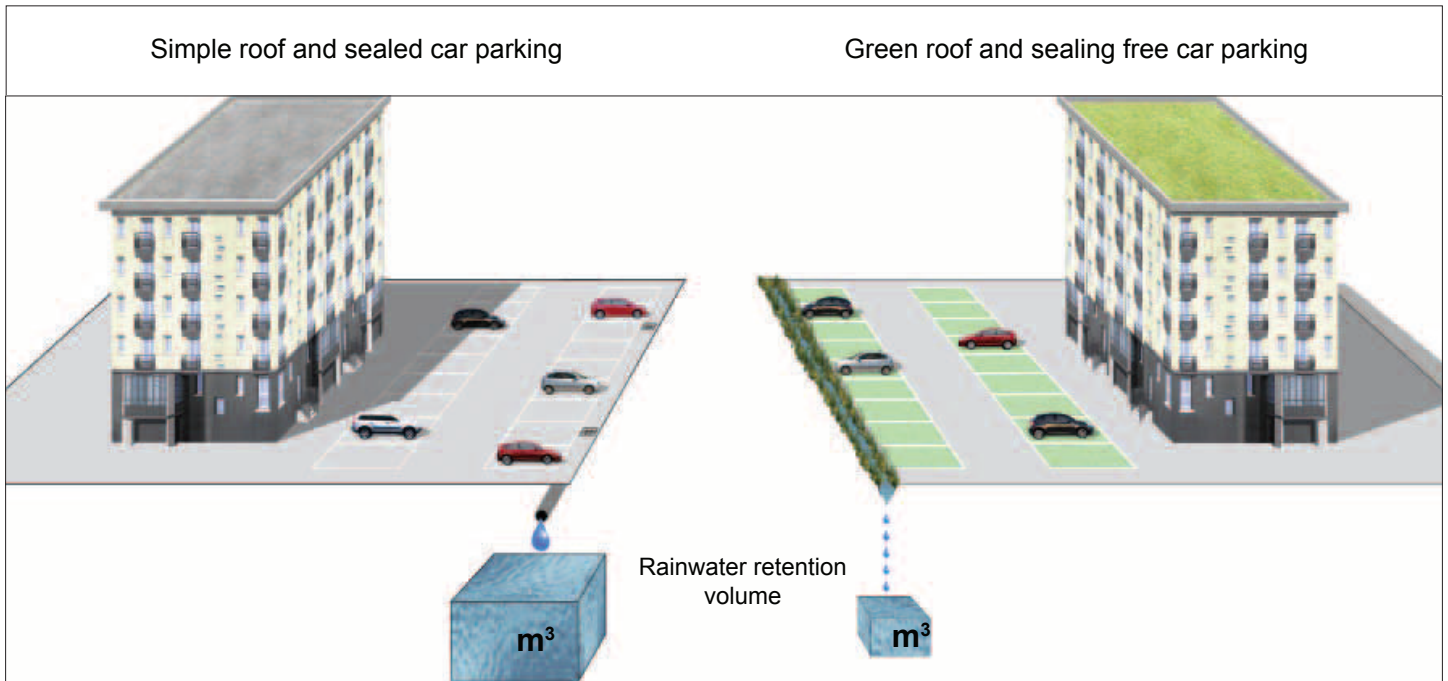 Simple roof and sealed car parking
Green roof and sealing free car parking
Rainwater retention
volume
m³
m³